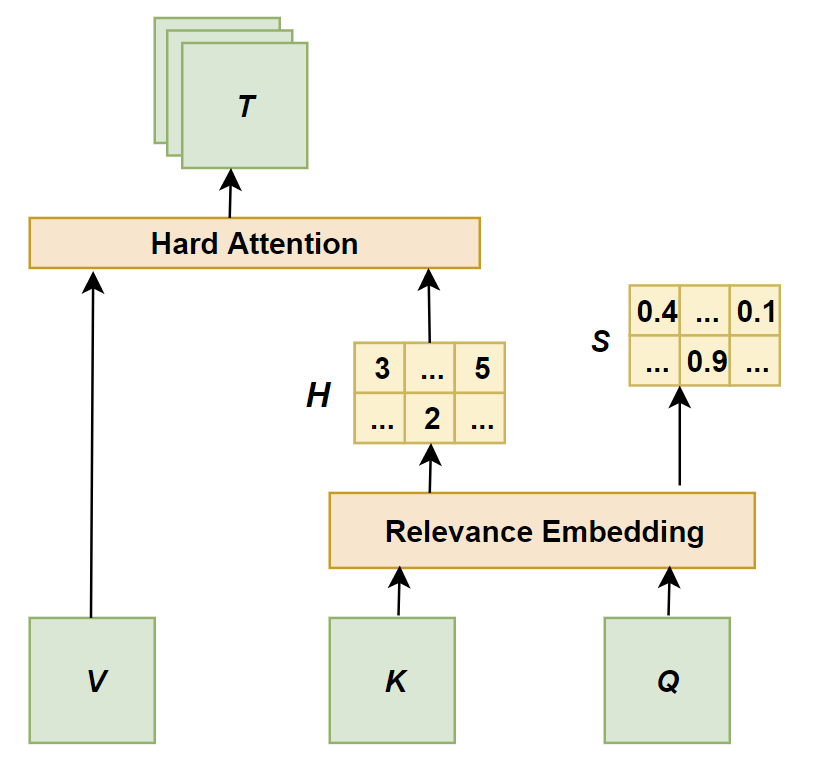 T
Hard Attention
0.4 ... 0.1
S
... 0.9 ...
3 ... 5
H
... 2 ...
Relevance Embedding
V K Q